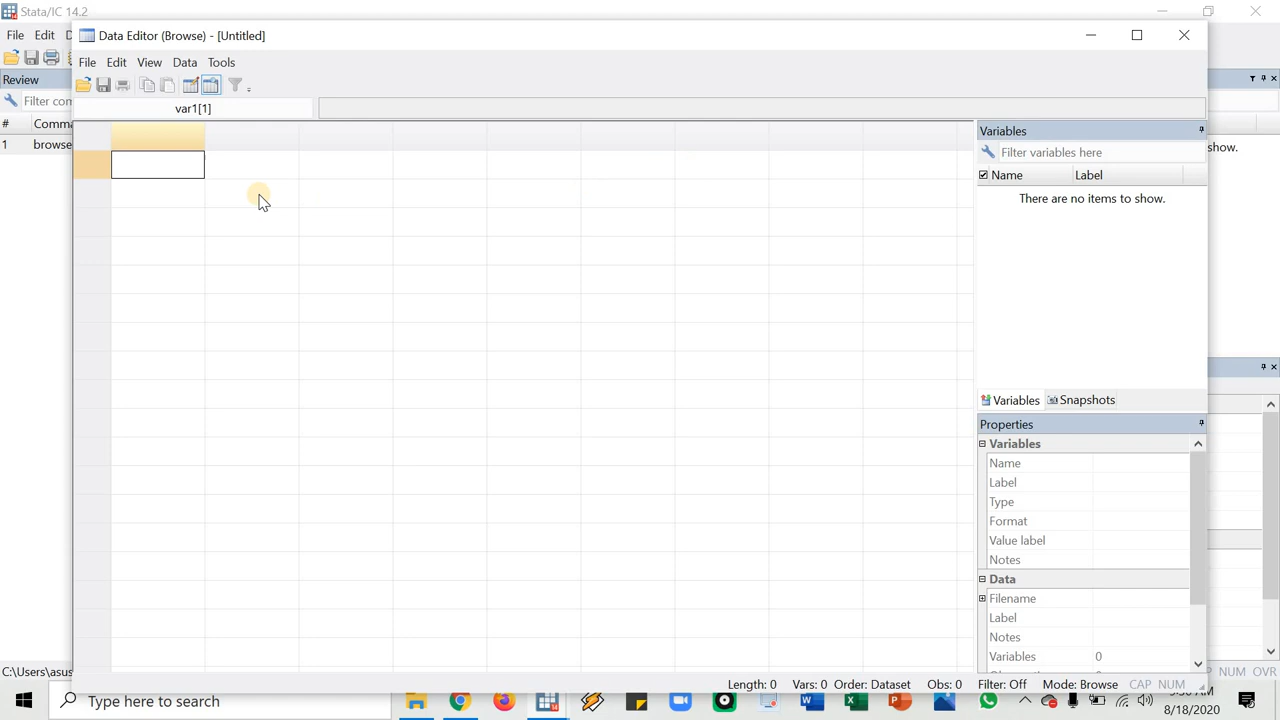 Stata/IC 14.2
File Edit
Data Editor (Browse) - [Untitled]
File Edit View Data Tools
Review
Filter com
var1[1]
# Comma
1 browse
Variables
Filter variables here
Name Label
There are no items to show.
show.
Variables Snapshots
Properties
Variables
Name
Label
Type
Format
Value label
Notes
Data
Filename
Label
Notes
Variables 0
C:\Users\asus
Length: 0 Vars: 0 Order: Dataset Obs: 0 Filter: Off Mode: Browse CAP NUM
NUM OVR
Type here to search
8/18/2020